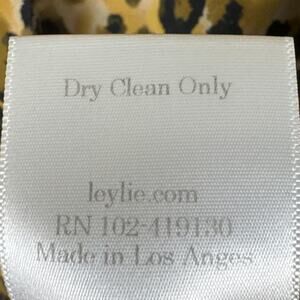 Dry Clean Only
leylie.com
RN 102-419130
Made in Los Anges